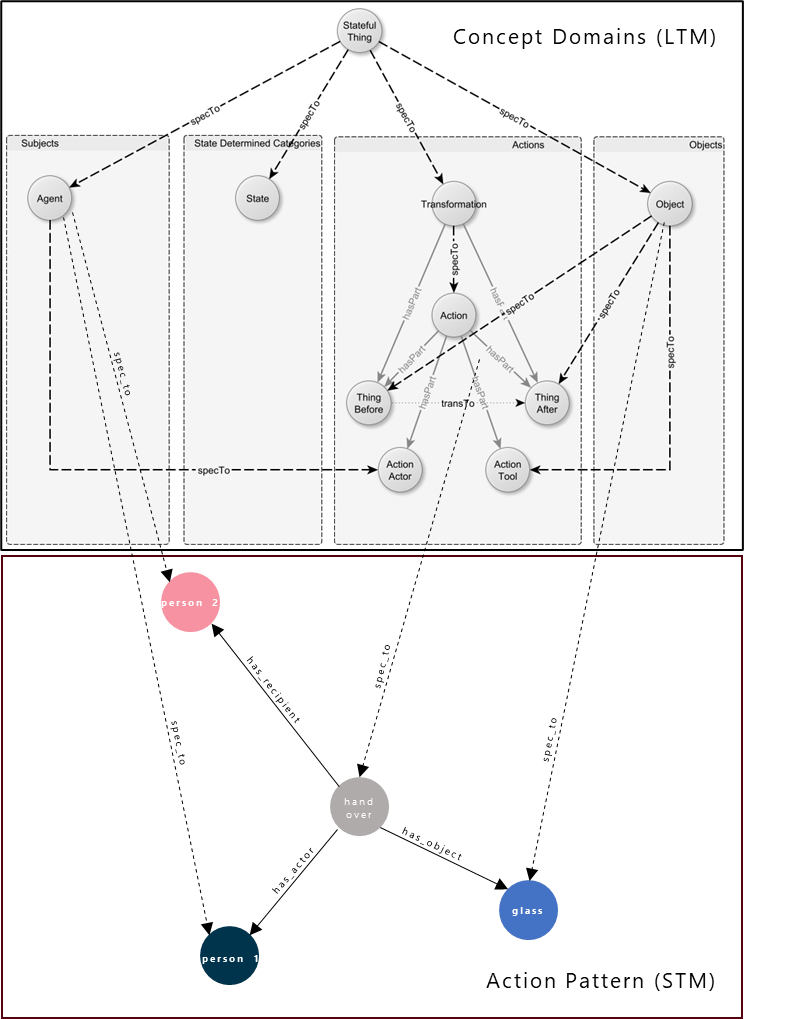 Stateful
Thing
Concept Domains (LTM)
specTo
specTo
specTo
specTo
Subjects
State Determined Categories
Actions
Objects
Agent
State
Transformation
Object
specTo
hasPart
hasPart
specTo
specTo
Action
hasPart
hasPart
specTo
spec_to
Thing
Before
transTo
Thing
After
hasPart
hasPart
specTo
Action
Actor
Action
Tool
person 2
has_recipient
spec_to
spec_to
spec_to
hand
over
has_actor
has_object
glass
person 1
Action Pattern (STM)